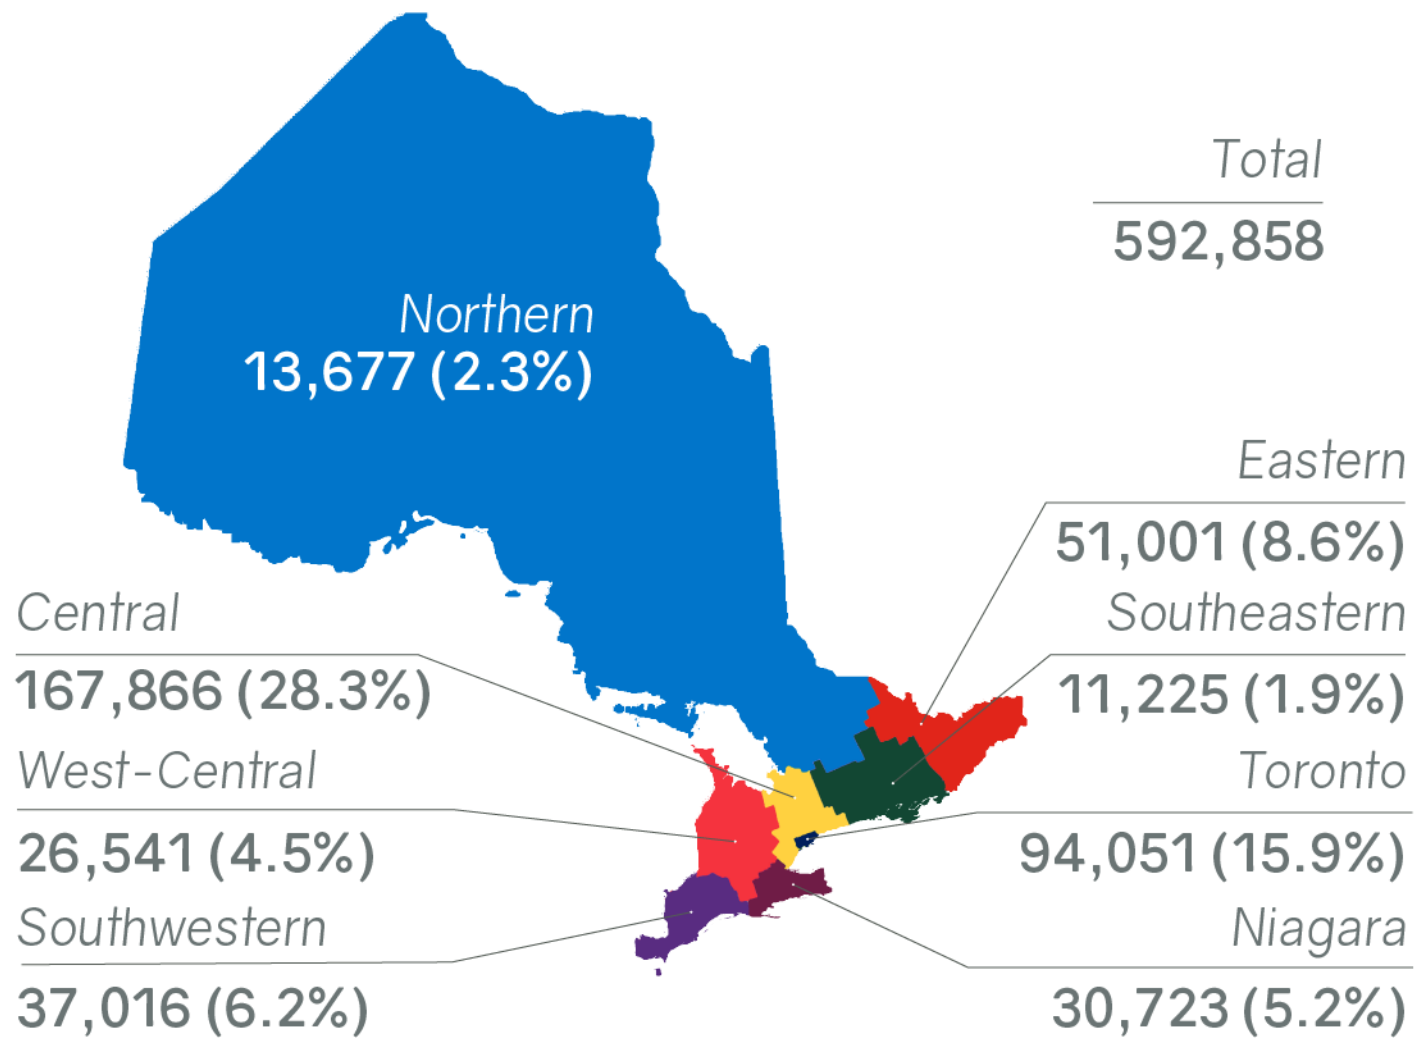 Total
592,858
Northern
13,677 (2.3%)
Eastern
51,001 (8.6%)
Central
167,866 (28.3%)
Southeastern
11,225 (1.9%)
West-Central
26,541 (4.5%)
Toronto
94,051 (15.9%)
Southwestern
37,016 (6.2%)
Niagara
30,723 (5.2%)